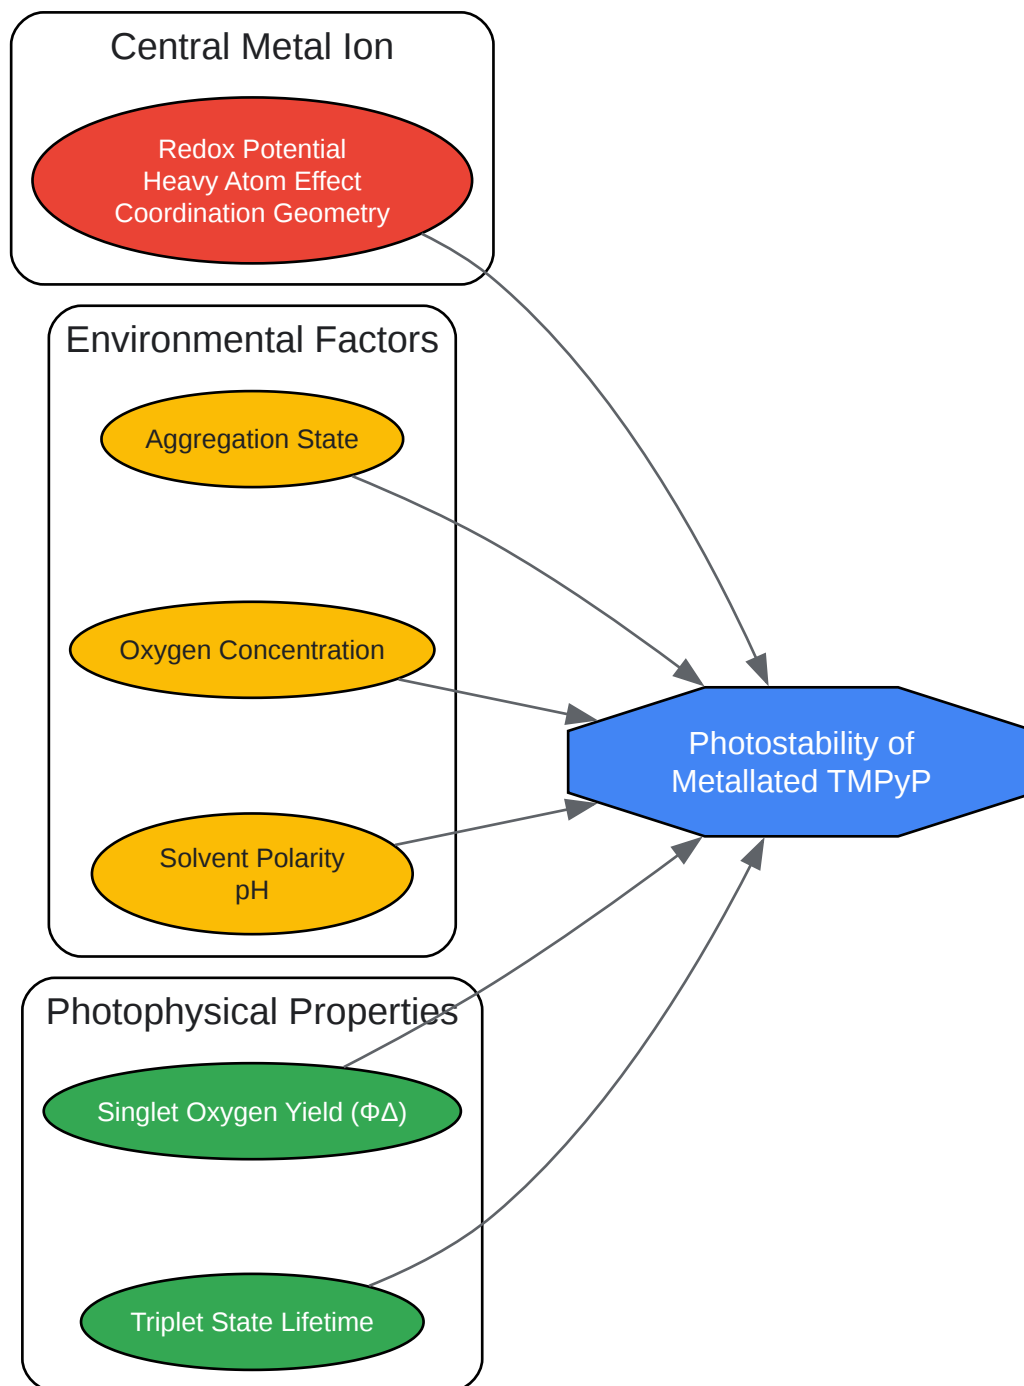 Central Metal Ion
Redox Potential
Heavy Atom Effect
Coordination Geometry
Environmental Factors
Aggregation State
Oxygen Concentration
Solvent Polarity
pH
Photostability of
Metallated TMPyP
Photophysical Properties
Singlet Oxygen Yield (ΦΔ)
Triplet State Lifetime